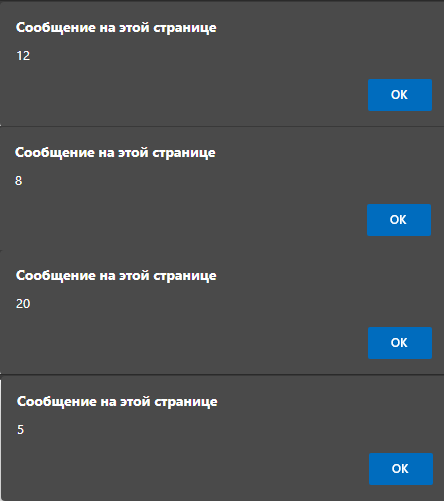 Сообщение на этой странице
12
OK
Сообщение на этой странице
8
OK
Сообщение на этой странице
20
OK
Сообщение на этой странице
5
OK